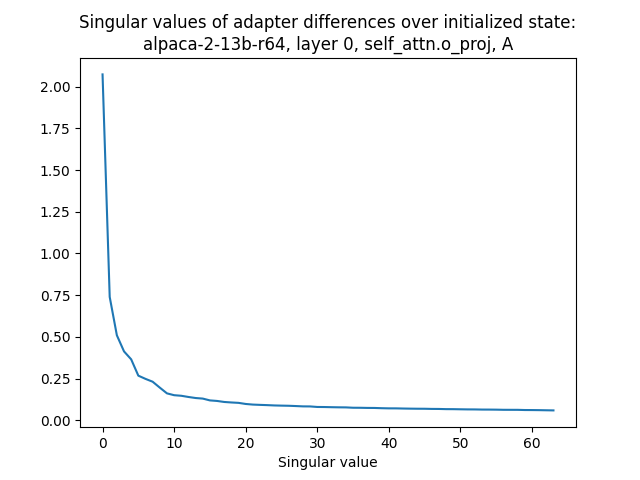 Singular values of adapter differences over initialized state:
alpaca-2-13b-r64, layer 0, self_attn.o_proj, A
2.00
1.75
1.50
1.25
1.00
0.75
0.50
0.25
0.00
0 10 20 30 40 50 60
Singular value